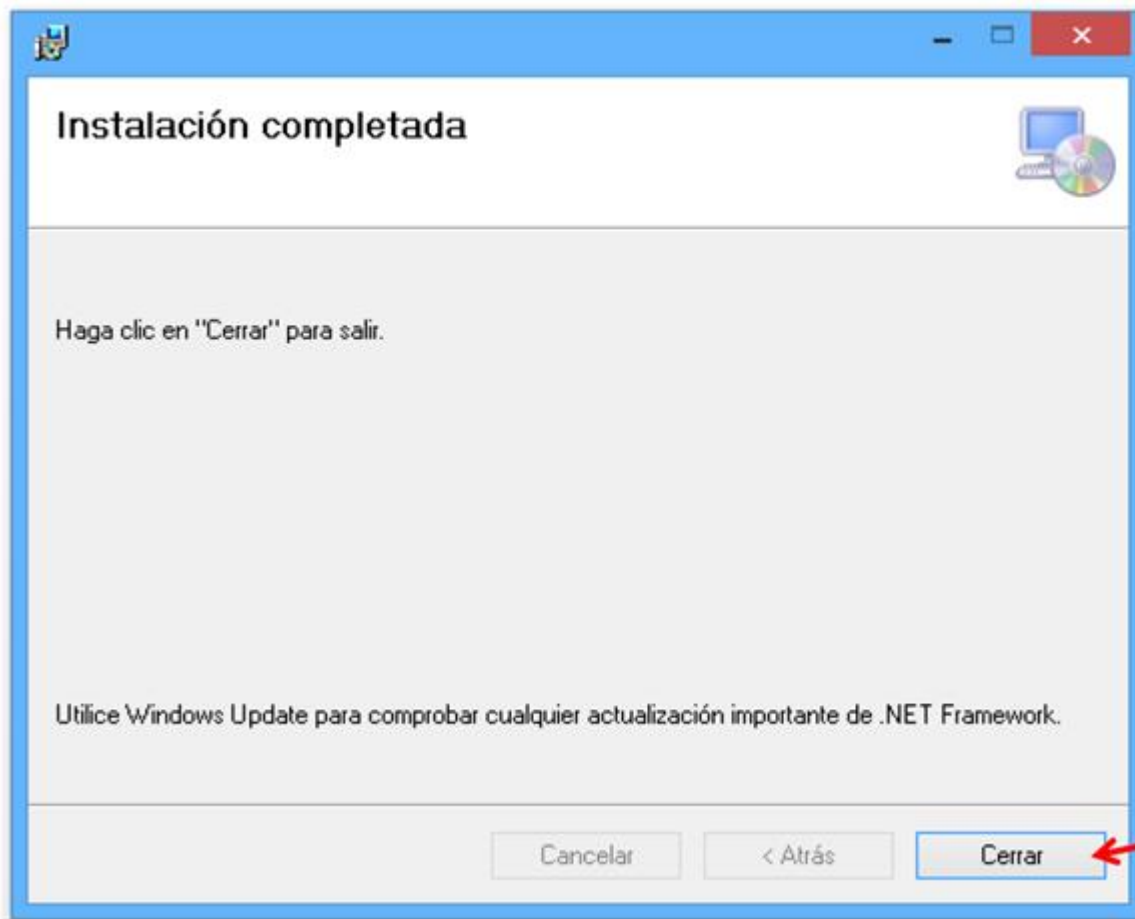 Instalación completada
Haga clic en "Cerrar" para salir.
Utilice Windows Update para comprobar cualquier actualización importante de .NET Framework.
Cancelar
< Atrás
Cerrar